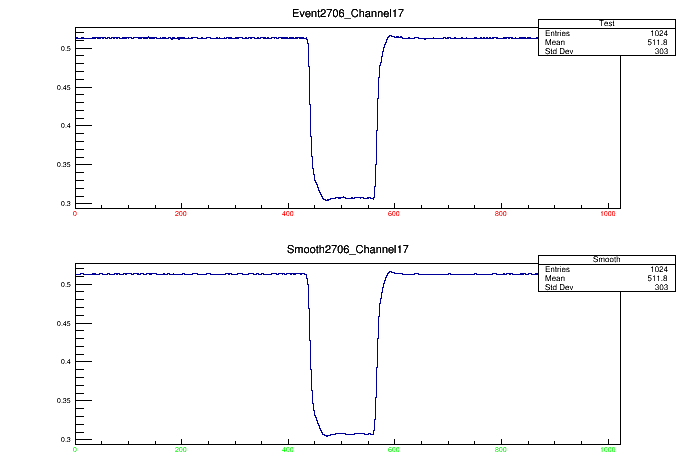 Event2706_Channel17
Test
Entries 1024
Mean 511.8
Std Dev 303
0.5
0.45
0.4
0.35
0.3
0 200 400 600 800 1000
Smooth2706_Channel17
Smooth
Entries 1024
Mean 511.8
Std Dev 303
0.5
0.45
0.4
0.35
0.3
0 200 400 600 800 1000